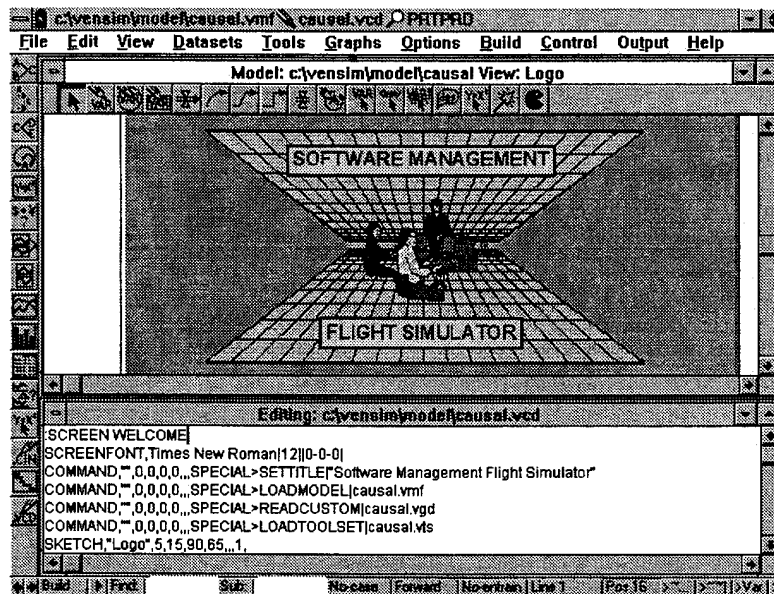 c:\vensim\model\causal.vmf causal.vcd PRTPRD
File Edit View Datasets Tools Graphs Options Build Control Output Help
Model: c:\vensim\model\causal View: Logo
SOFTWARE MANAGEMENT
FLIGHT SIMULATOR
Editing: c:\vensim\model\causal.vcd
:SCREEN WELCOME
SCREENFONT,Times New Roman|12||0-0-0|
COMMAND,"",0,0,0,0,,,SPECIAL>SETTITLE|"Software Management Flight Simulator"
COMMAND,"",0,0,0,0,,,SPECIAL>LOADMODEL|causal.vmf
COMMAND,"",0,0,0,0,,,SPECIAL>READCUSTOM|causal.vgd
COMMAND,"",0,0,0,0,,,SPECIAL>LOADTOOLSET|causal.vts
SKETCH,"Logo",5,15,90,65,,,1,
Build Find: Sub: No-case Forward Line 1 Pos 16 >Var